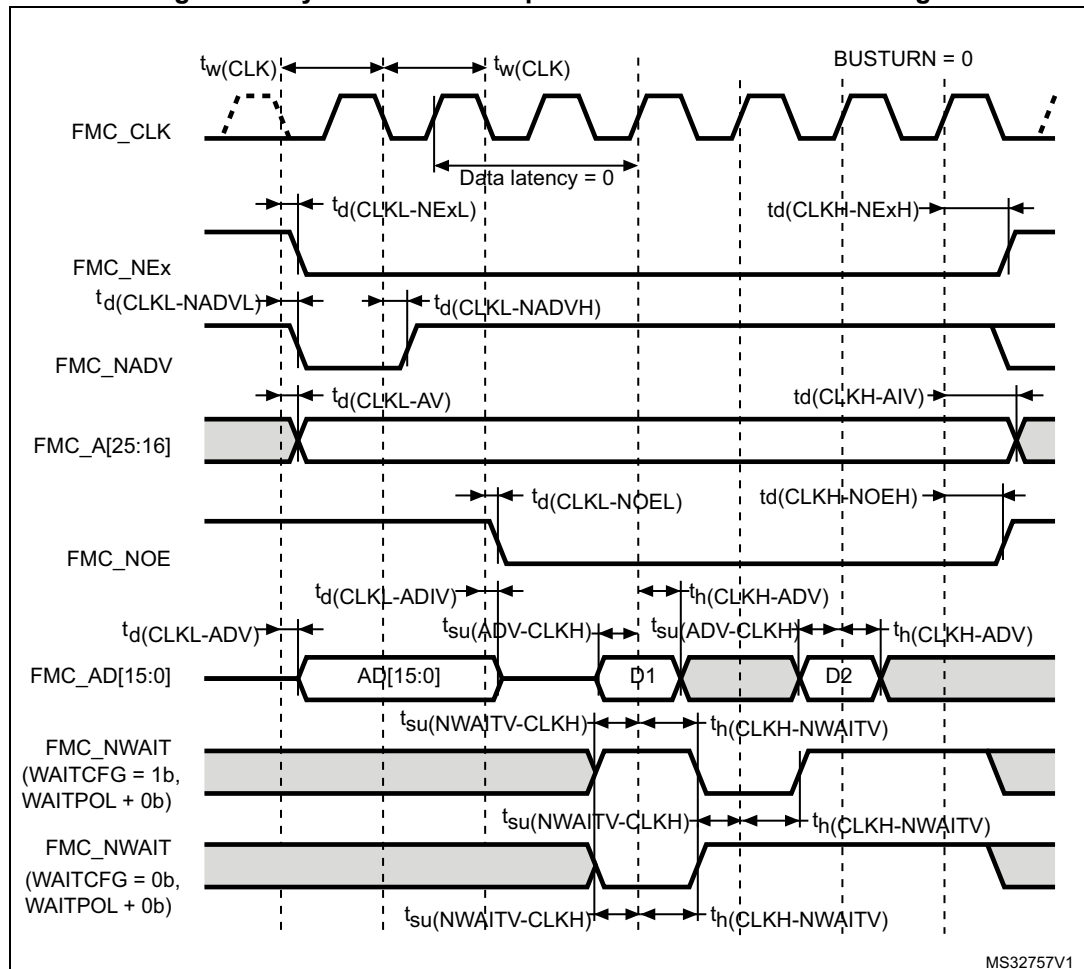 tw(CLK) tw(CLK) BUSTURN = 0
FMC_CLK
Data latency = 0
td(CLKL-NExL) td(CLKH-NExH)
FMC_NEx
td(CLKL-NADVL) td(CLKL-NADVH)
FMC_NADV
td(CLKL-AV) td(CLKH-AIV)
FMC_A[25:16]
td(CLKL-NOEL) td(CLKH-NOEH)
FMC_NOE
td(CLKL-ADIV) th(CLKH-ADV)
td(CLKL-ADV) tsu(ADV-CLKH) tsu(ADV-CLKH) th(CLKH-ADV)
FMC_AD[15:0] AD[15:0] D1 D2
tsu(NWAITV-CLKH) th(CLKH-NWAITV)
FMC_NWAIT
(WAITCFG = 1b,
WAITPOL + 0b)
tsu(NWAITV-CLKH) th(CLKH-NWAITV)
FMC_NWAIT
(WAITCFG = 0b,
WAITPOL + 0b)
tsu(NWAITV-CLKH) th(CLKH-NWAITV)
MS32757V1